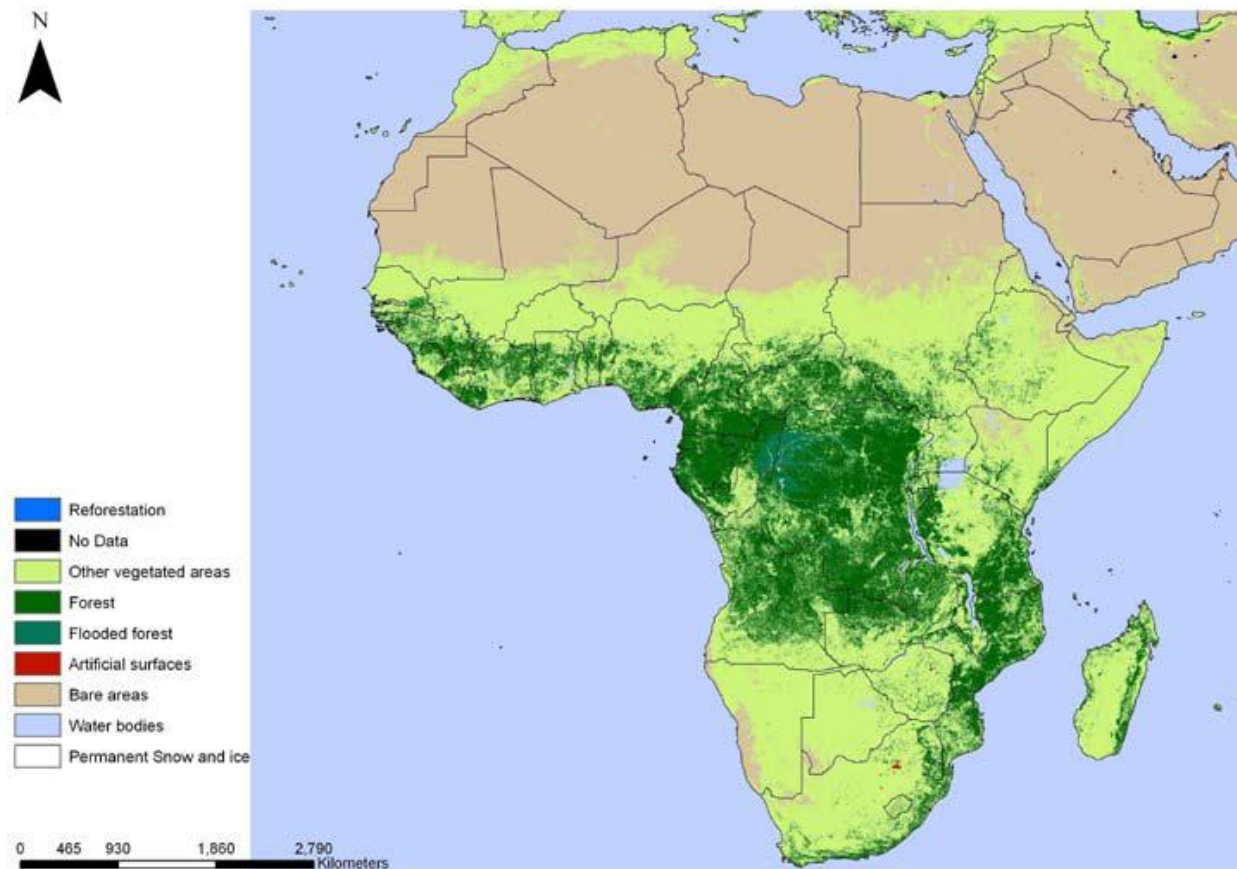 N
Reforestation
No Data
Other vegetated areas
Forest
Flooded forest
Artificial surfaces
Bare areas
Water bodies
Permanent Snow and ice
0 465 930 1,860 2,790
Kilometers